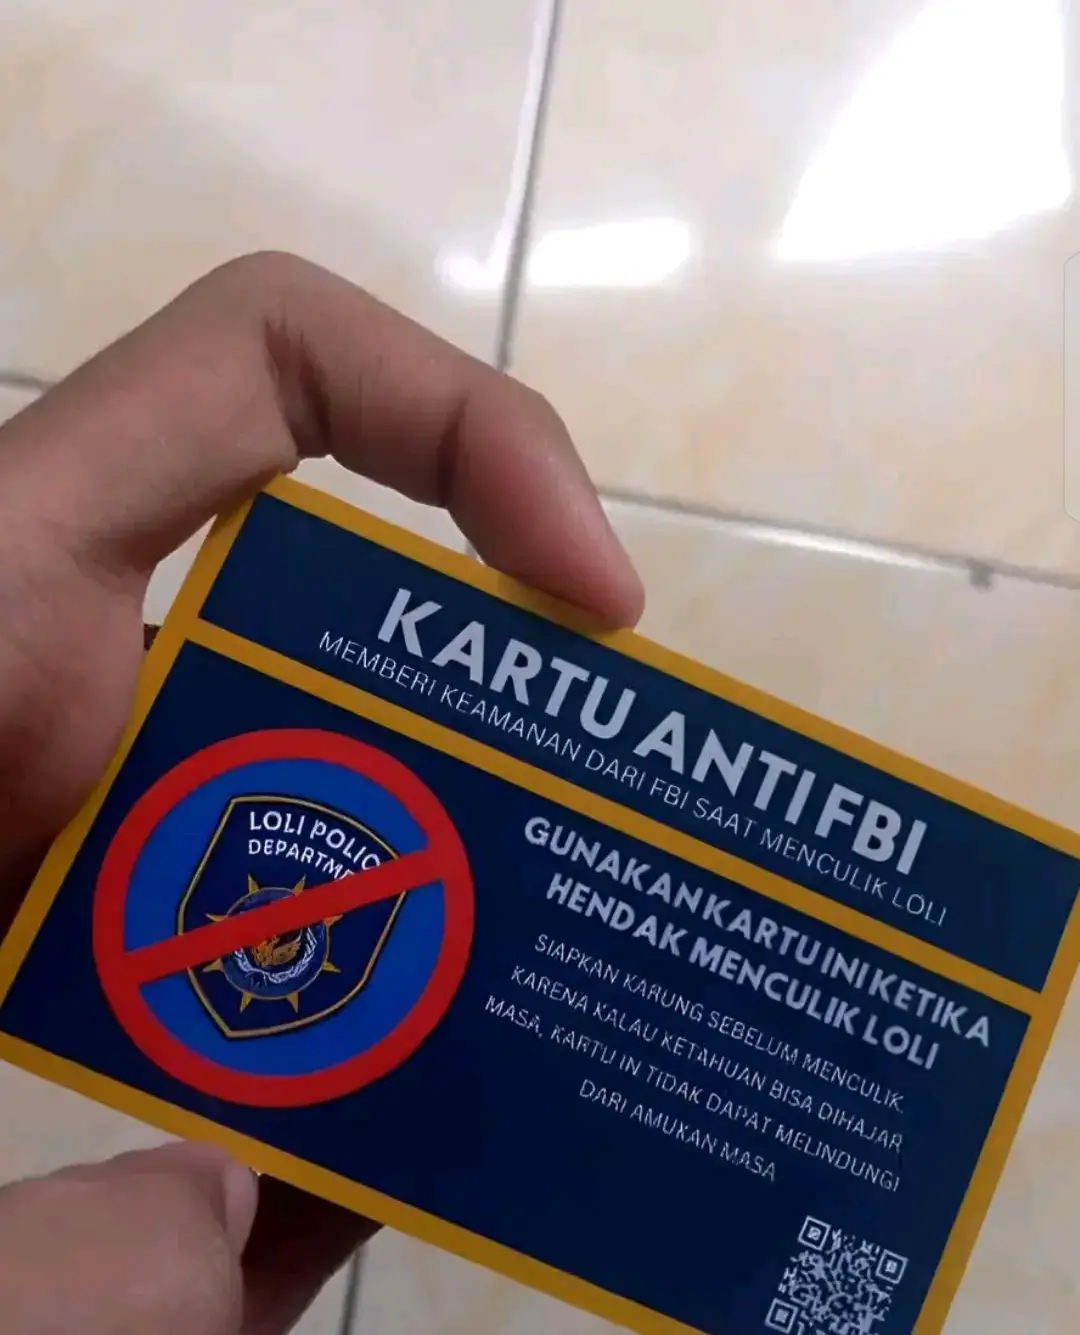 KARTU ANTI FBI
MEMBERI KEAMANAN DARI FBI SAAT MENCULIK LOLI
LOLI POLIC
DEPARTME
GUNAKAN KARTU INI KETIKA
HENDAK MENCULIK LOLI
SIAPKAN KARUNG SEBELUM MENCULIK.
KARENA KALAU KETAHUAN BISA DIHAJAR
MASA, KARTU IN TIDAK DAPAT MELINDUNGI
DARI AMUKAN MASA